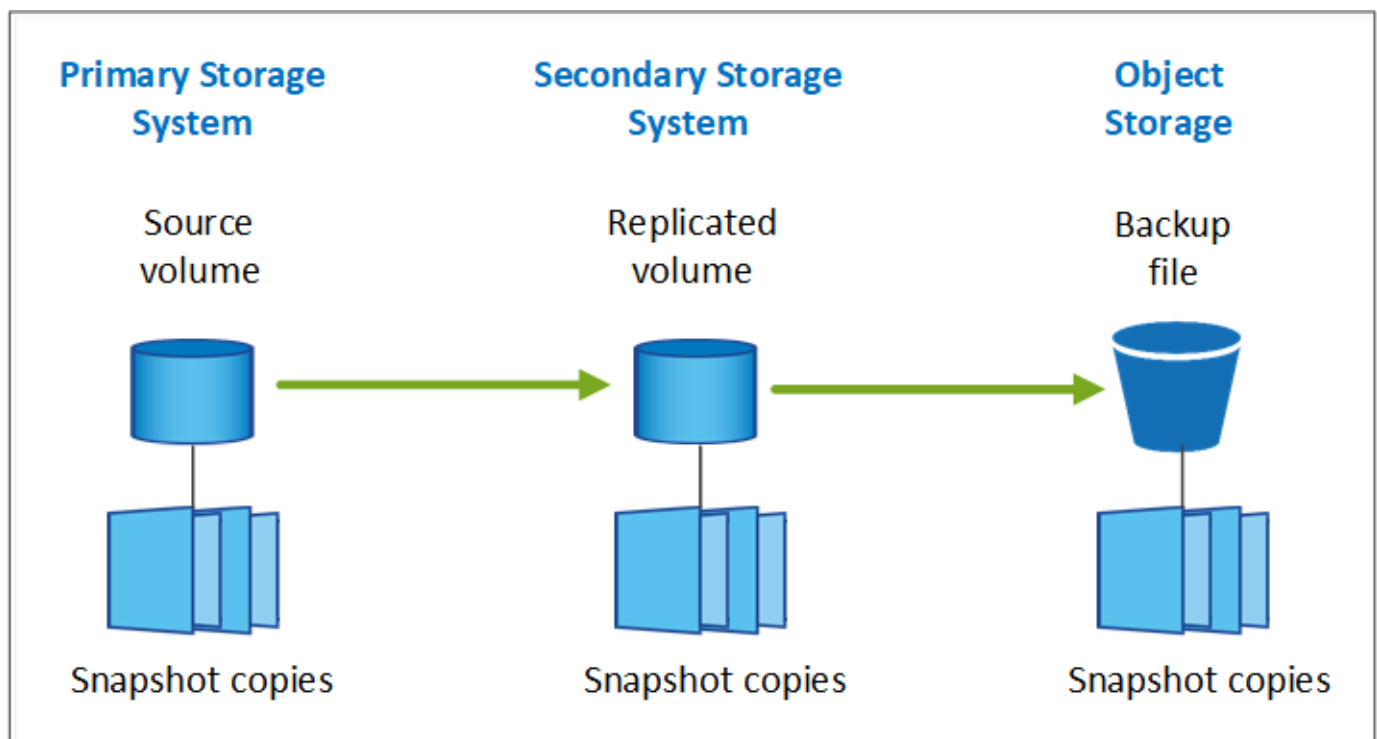 Primary Storage
System
Secondary Storage
System
Object
Storage
Source
volume
Replicated
volume
Backup
file
Snapshot copies
Snapshot copies
Snapshot copies